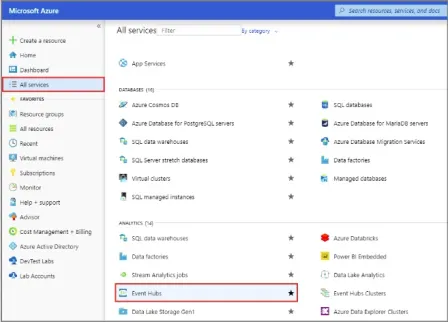 Microsoft Azure
Search resources, services, and docs
Create a resource
Home
Dashboard
All services
FAVORITES
Resource groups
All resources
Recent
Virtual machines
Subscriptions
Monitor
Help + support
Advisor
Cost Management + Billing
Azure Active Directory
DevTest Labs
Lab Accounts
All services Filter By category
App Services
DATABASES (16)
Azure Cosmos DB SQL databases
Azure Database for PostgreSQL servers Azure Database for MariaDB servers
SQL data warehouses Azure Database Migration Services
SQL Server stretch databases Data factories
Virtual clusters Managed databases
SQL managed instances
ANALYTICS (14)
SQL data warehouses Azure Databricks
Data factories Power BI Embedded
Stream Analytics jobs Data Lake Analytics
Event Hubs Event Hubs Clusters
Data Lake Storage Gen1 Azure Data Explorer Clusters